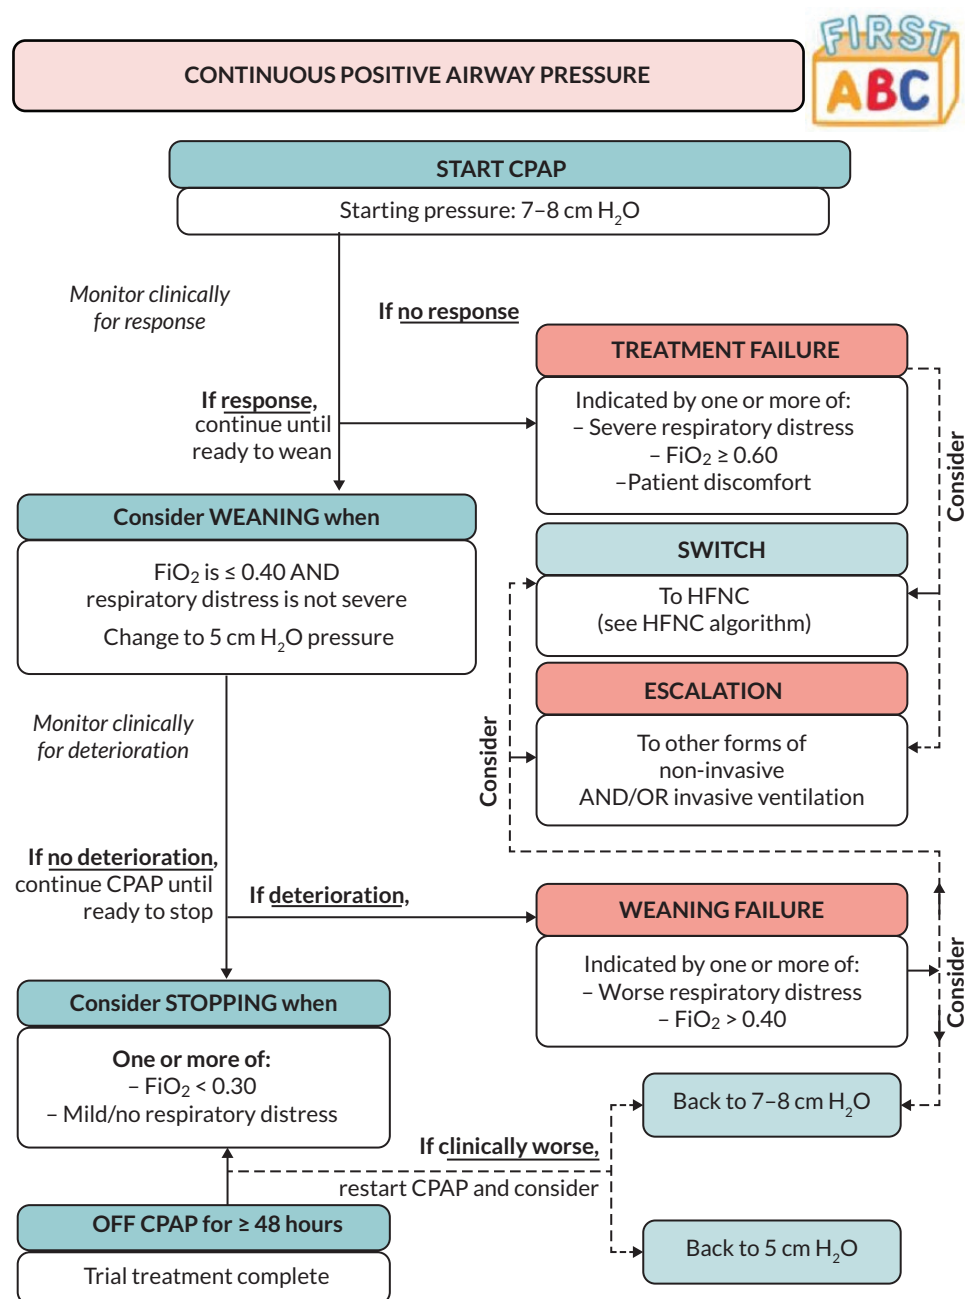 FIRST
ABC
CONTINUOUS POSITIVE AIRWAY PRESSURE
START CPAP
Starting pressure: 7–8 cm H₂O
Monitor clinically
for response
If no response
If response,
continue until
ready to wean
TREATMENT FAILURE
Indicated by one or more of:
– Severe respiratory distress
– FiO₂ ≥ 0.60
–Patient discomfort
Consider
Consider WEANING when
FiO₂ is ≤ 0.40 AND
respiratory distress is not severe
Change to 5 cm H₂O pressure
SWITCH
To HFNC
(see HFNC algorithm)
ESCALATION
To other forms of
non-invasive
AND/OR invasive ventilation
Consider
Monitor clinically
for deterioration
If no deterioration,
continue CPAP until
ready to stop
If deterioration,
WEANING FAILURE
Indicated by one or more of:
– Worse respiratory distress
– FiO₂ > 0.40
Consider
Consider STOPPING when
One or more of:
– FiO₂ < 0.30
– Mild/no respiratory distress
Back to 7–8 cm H₂O
If clinically worse,
restart CPAP and consider
Back to 5 cm H₂O
OFF CPAP for ≥ 48 hours
Trial treatment complete